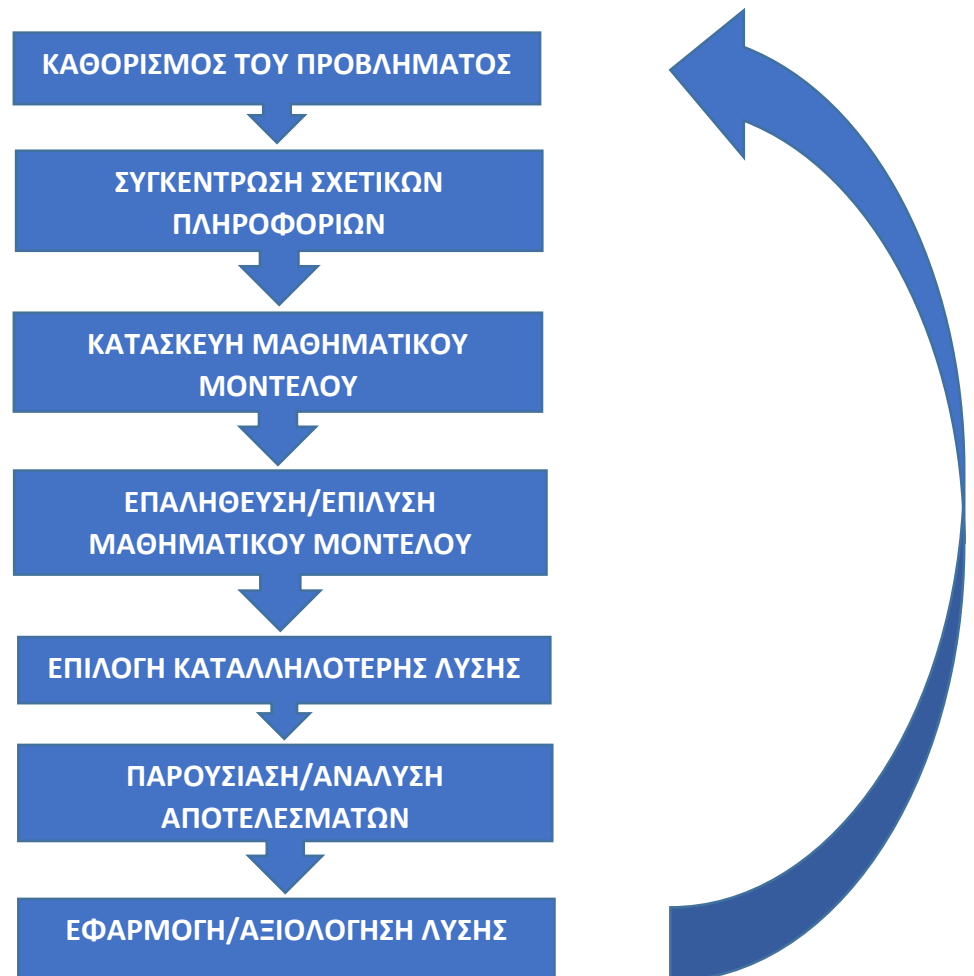 ΚΑΘΟΡΙΣΜΟΣ ΤΟΥ ΠΡΟΒΛΗΜΑΤΟΣ
ΣΥΓΚΕΝΤΡΩΣΗ ΣΧΕΤΙΚΩΝ
ΠΛΗΡΟΦΟΡΙΩΝ
ΚΑΤΑΣΚΕΥΗ ΜΑΘΗΜΑΤΙΚΟΥ
ΜΟΝΤΕΛΟΥ
ΕΠΑΛΗΘΕΥΣΗ/ΕΠΙΛΥΣΗ
ΜΑΘΗΜΑΤΙΚΟΥ ΜΟΝΤΕΛΟΥ
ΕΠΙΛΟΓΗ ΚΑΤΑΛΛΗΛΟΤΕΡΗΣ ΛΥΣΗΣ
ΠΑΡΟΥΣΙΑΣΗ/ΑΝΑΛΥΣΗ
ΑΠΟΤΕΛΕΣΜΑΤΩΝ
ΕΦΑΡΜΟΓΗ/ΑΞΙΟΛΟΓΗΣΗ ΛΥΣΗΣ